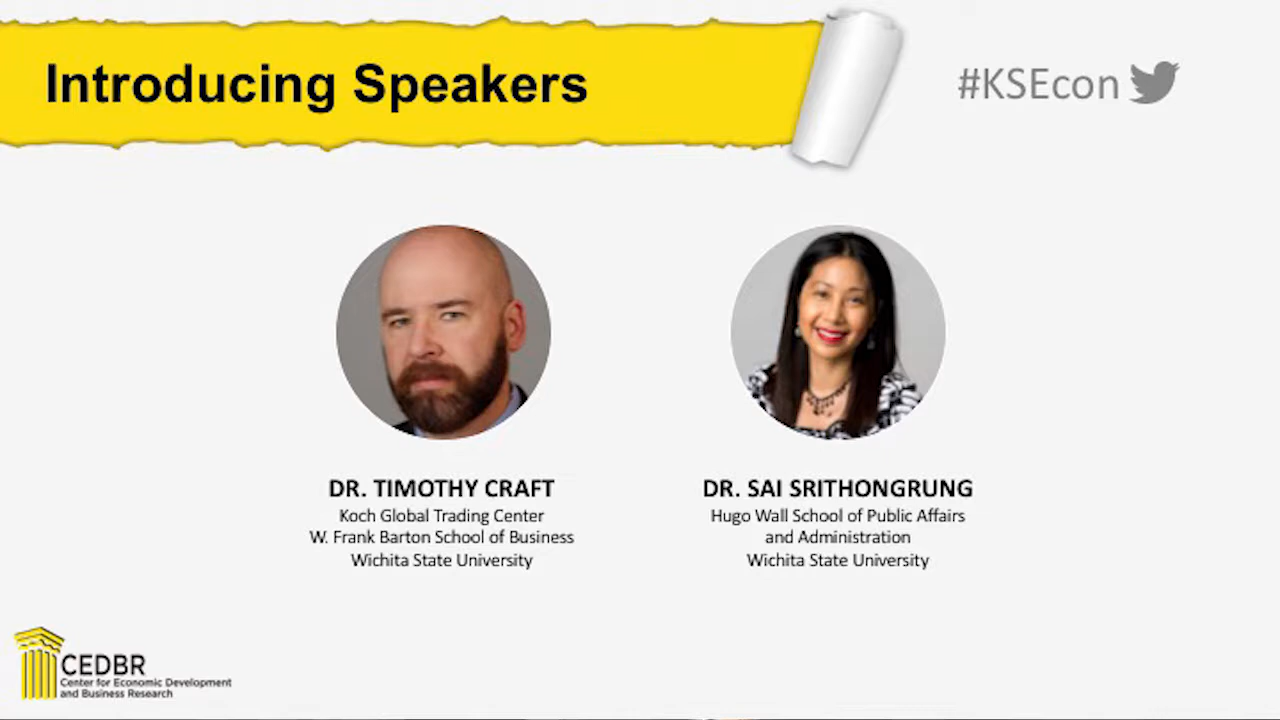 Introducing Speakers
#KSEcon
DR. TIMOTHY CRAFT
Koch Global Trading Center
W. Frank Barton School of Business
Wichita State University
DR. SAI SRITHONGRUNG
Hugo Wall School of Public Affairs
and Administration
Wichita State University
CEDBR
Center for Economic Development
and Business Research